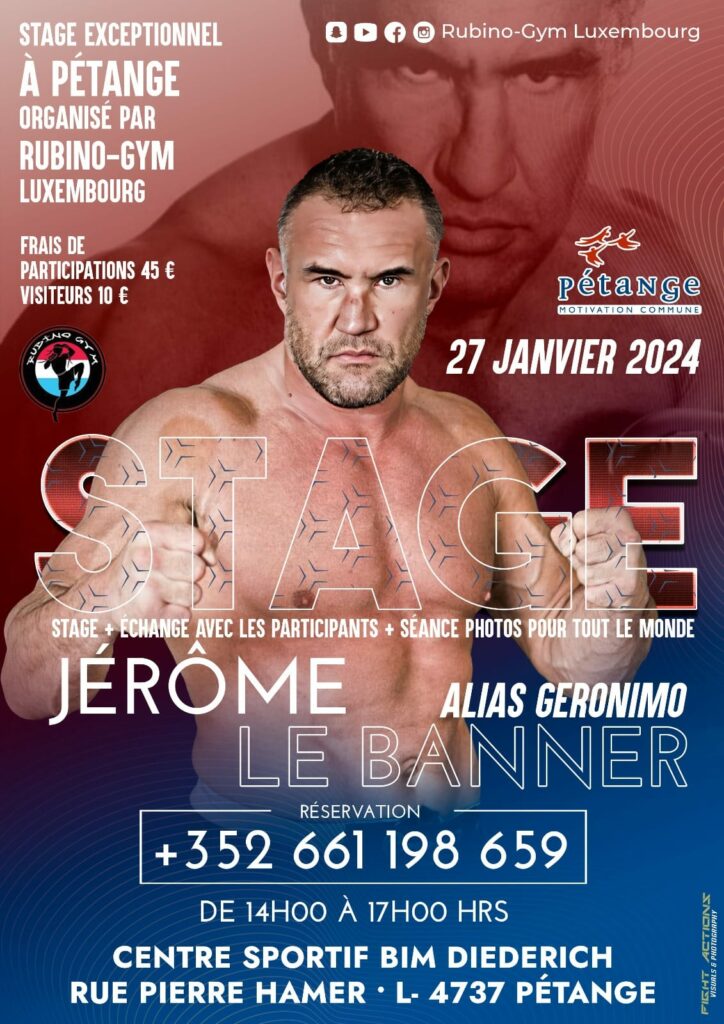 STAGE EXCEPTIONNEL
À PÉTANGE
ORGANISÉ PAR
RUBINO-GYM
LUXEMBOURG
Rubino-Gym Luxembourg
FRAIS DE
PARTICIPATIONS 45 €
VISITEURS 10 €
RUBINO GYM
pétange
MOTIVATION COMMUNE
27 JANVIER 2024
STAGE
STAGE + ÉCHANGE AVEC LES PARTICIPANTS + SÉANCE PHOTOS POUR TOUT LE MONDE
JÉRÔME
ALIAS GERONIMO
LE BANNER
RÉSERVATION
+352 661 198 659
DE 14H00 À 17H00 HRS
CENTRE SPORTIF BIM DIEDERICH
RUE PIERRE HAMER • L- 4737 PÉTANGE
FIGHT ACTIONS
VISUALS & PHOTOGRAPHY